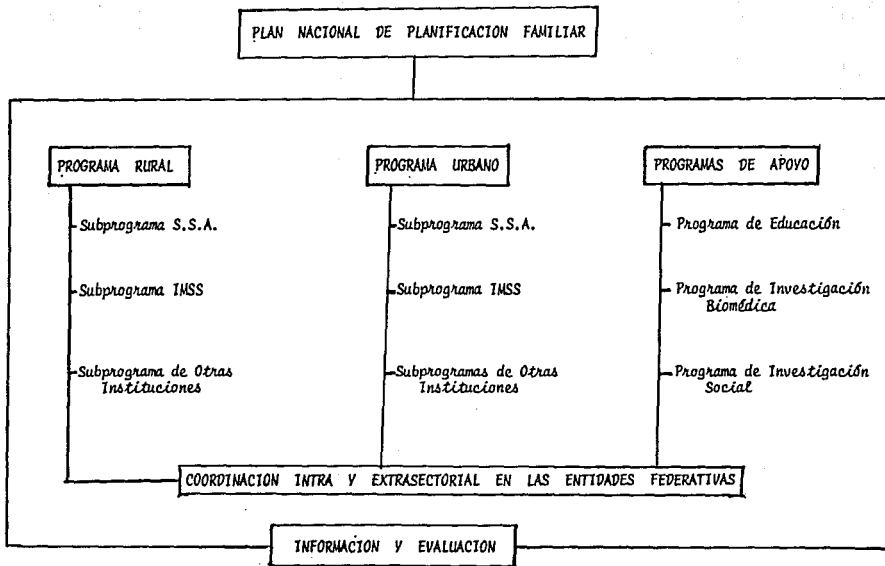 PLAN NACIONAL DE PLANIFICACION FAMILIAR
PROGRAMA RURAL
Subprograma S.S.A.
Subprograma IMSS
Subprograma de Otras
Instituciones
PROGRAMA URBANO
Subprograma S.S.A.
Subprograma IMSS
Subprogramas de Otras
Instituciones
PROGRAMAS DE APOYO
Programa de Educación
Programa de Investigación
Biomédica
Programa de Investigación
Social
COORDINACION INTRA Y EXTRASECTORIAL EN LAS ENTIDADES FEDERATIVAS
INFORMACION Y EVALUACION